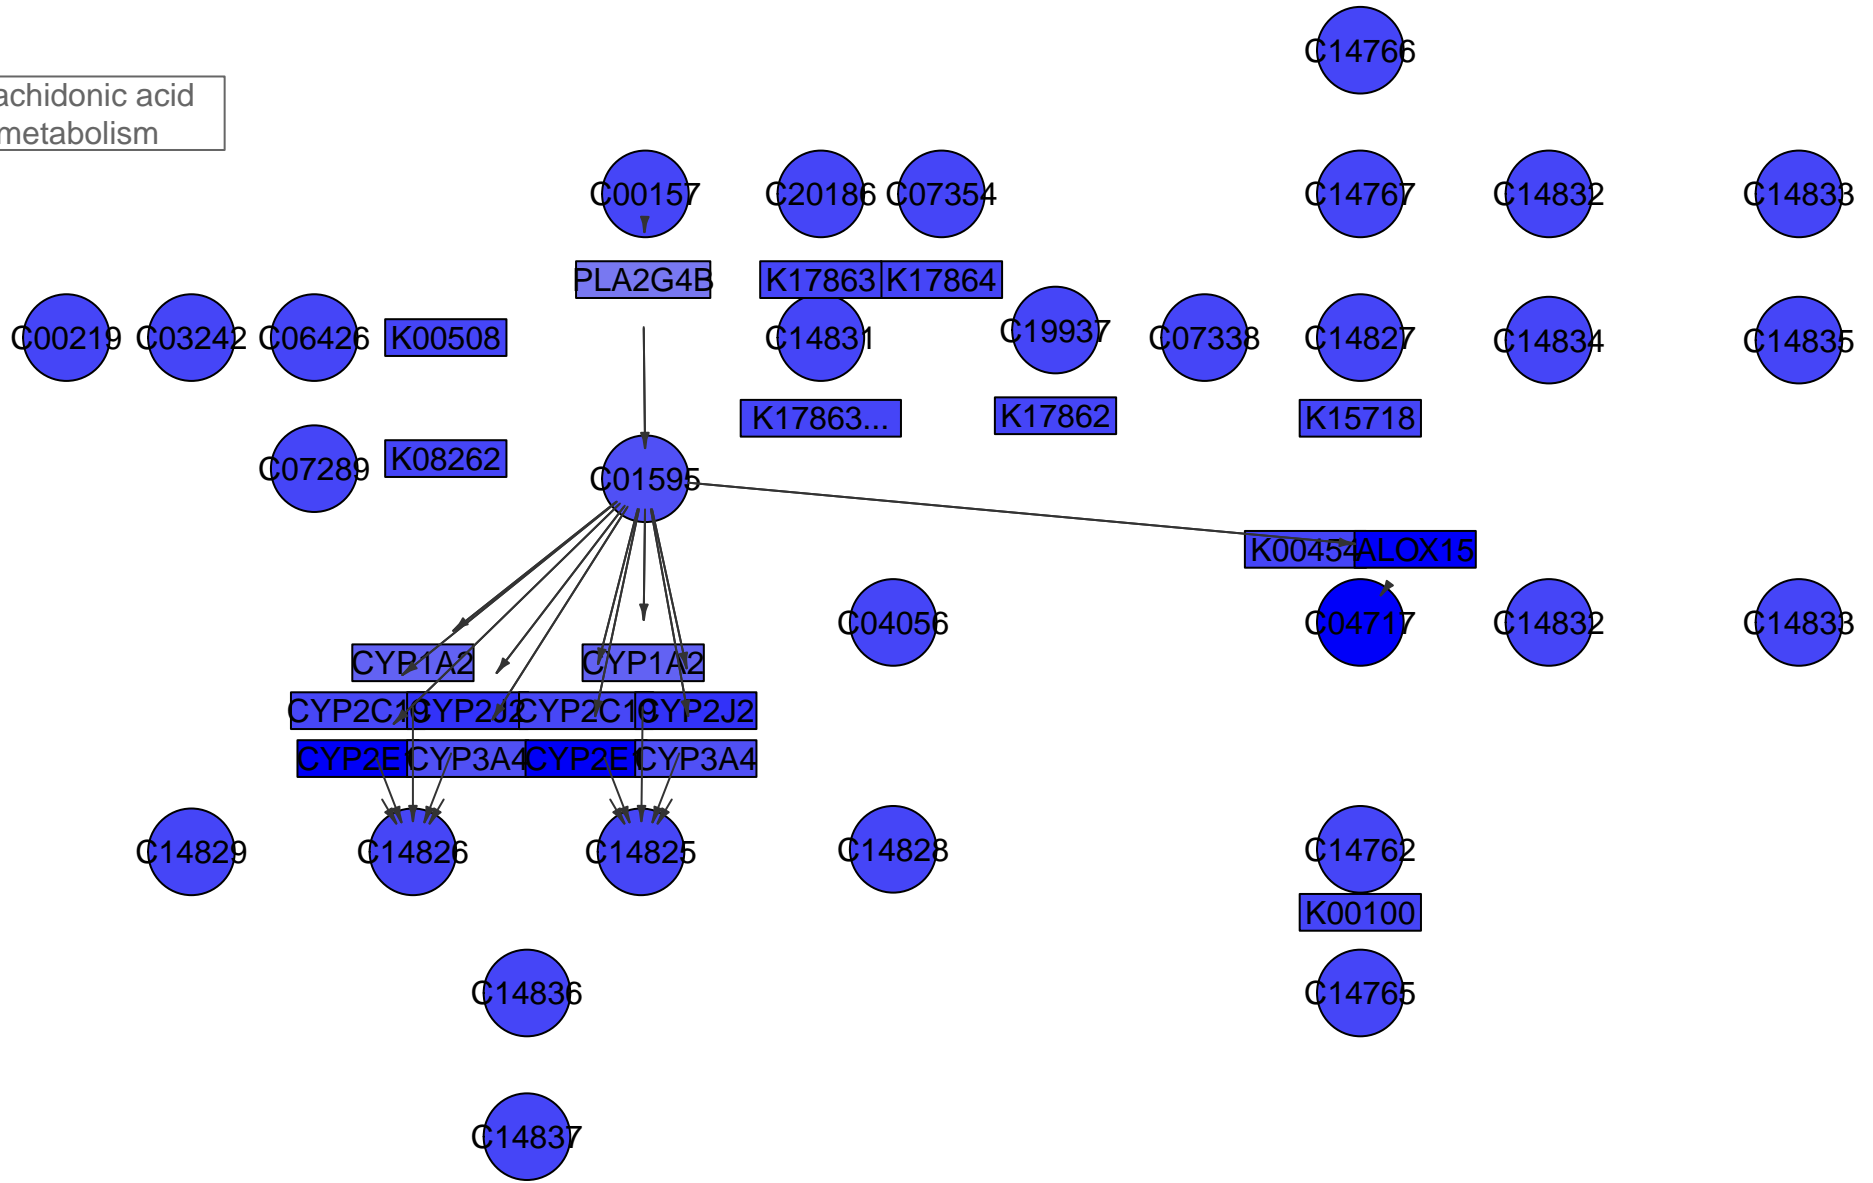 C14766
achidonic acid
metabolism
C00157
C20186
C07354
C14767
C14832
C14833
PLA2G4B
K17863
K17864
C00219
C03242
C06426
K00508
C14831
C19937
C07338
C14827
C14834
C14835
K17863...
K17862
K15718
C07289
K08262
C01595
K00454
ALOX15
C04056
C04717
C14832
C14833
CYP1A2
CYP1A2
CYP2C19
CYP2J2
CYP2C19
CYP2J2
CYP2E1
CYP3A4
CYP2E1
CYP3A4
C14829
C14826
C14825
C14828
C14762
K00100
C14836
C14765
C14837